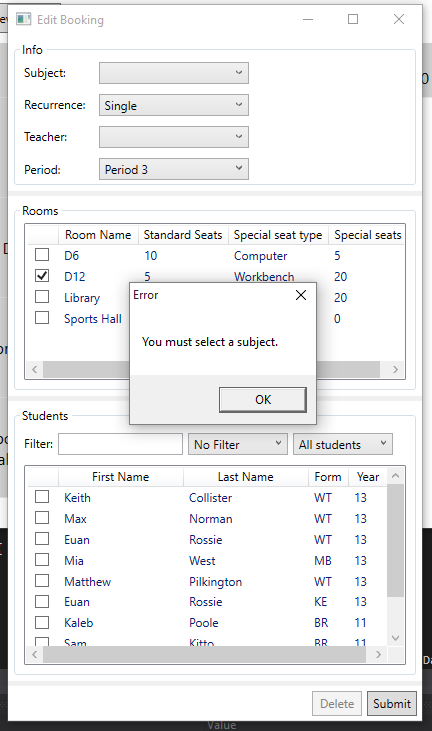 Edit Booking
Info
Subject:
Recurrence: Single
Teacher:
Period: Period 3
0
Rooms
Room Name Standard Seats Special seat type Special seats
D6 10 Computer 5
D12 5 Workbench 20
Library 20
Sports Hall 0
Error
You must select a subject.
OK
Students
Filter: No Filter All students
First Name Last Name Form Year
Keith Collister WT 13
Max Norman WT 13
Euan Rossie WT 13
Mia West MB 13
Matthew Pilkington WT 13
Euan Rossie KE 13
Kaleb Poole BR 11
Sam Kitto BR 11
Delete Submit
Value